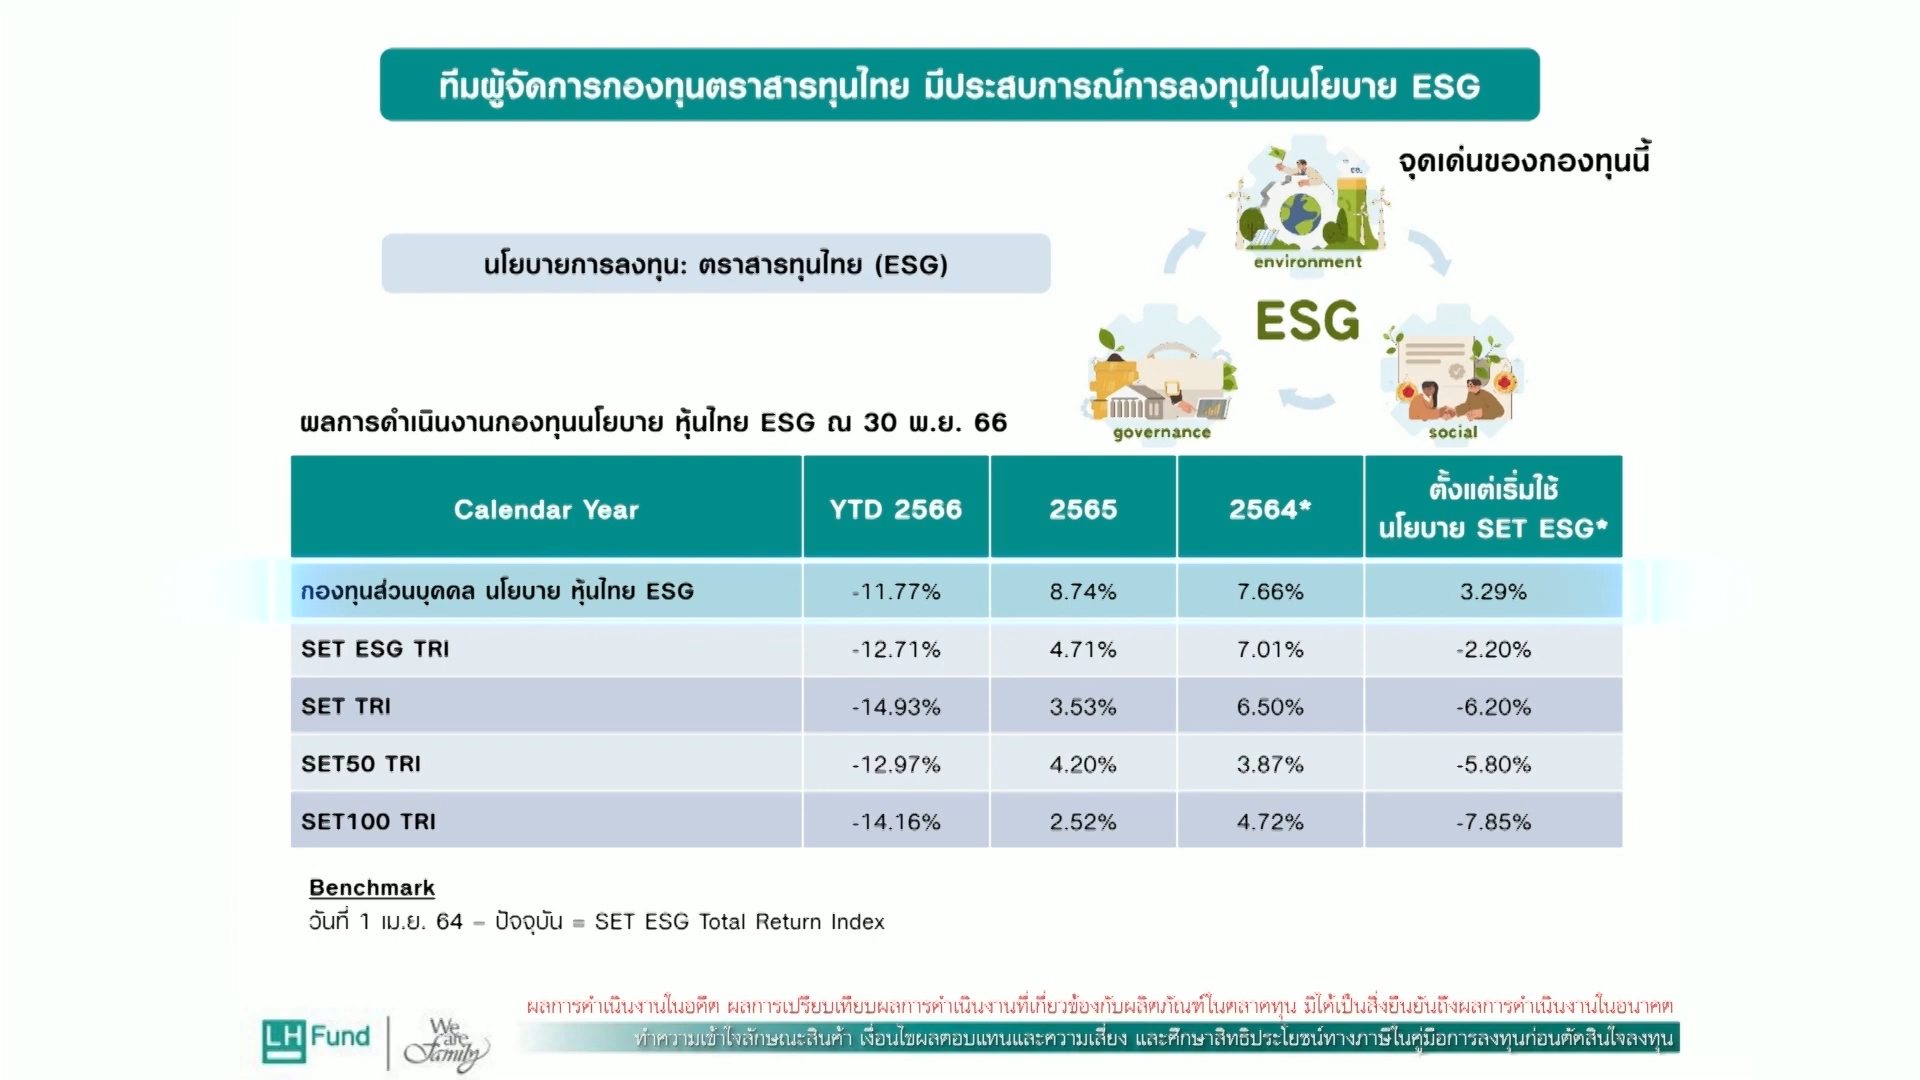 ทีมผู้จัดการกองทุนตราสารทุนไทย มีประสบการณ์การลงทุนในนโยบาย ESG
จุดเด่นของกองทุนนี้
นโยบายการลงทุน: ตราสารทุนไทย (ESG)
environment
ESG
governance
social
ผลการดำเนินงานกองทุนนโยบาย หุ้นไทย ESG ณ 30 พ.ย. 66
Calendar Year YTD 2566 2565 2564* ตั้งแต่เริ่มใช้
นโยบาย SET ESG*
กองทุนส่วนบุคคล นโยบาย หุ้นไทย ESG -11.77% 8.74% 7.66% 3.29%
SET ESG TRI -12.71% 4.71% 7.01% -2.20%
SET TRI -14.93% 3.53% 6.50% -6.20%
SET50 TRI -12.97% 4.20% 3.87% -5.80%
SET100 TRI -14.16% 2.52% 4.72% -7.85%
Benchmark
วันที่ 1 เม.ย. 64 – ปัจจุบัน = SET ESG Total Return Index
ผลการดำเนินงานในอดีต ผลการเปรียบเทียบผลการดำเนินงานที่เกี่ยวข้องกับผลิตภัณฑ์ในตลาดทุน มิได้เป็นสิ่งยืนยันถึงผลการดำเนินงานในอนาคต
ทำความเข้าใจลักษณะสินค้า เงื่อนไขผลตอบแทนและความเสี่ยง และศึกษาสิทธิประโยชน์ทางภาษีในคู่มือการลงทุนก่อนตัดสินใจลงทุน
LH Fund
We are Family